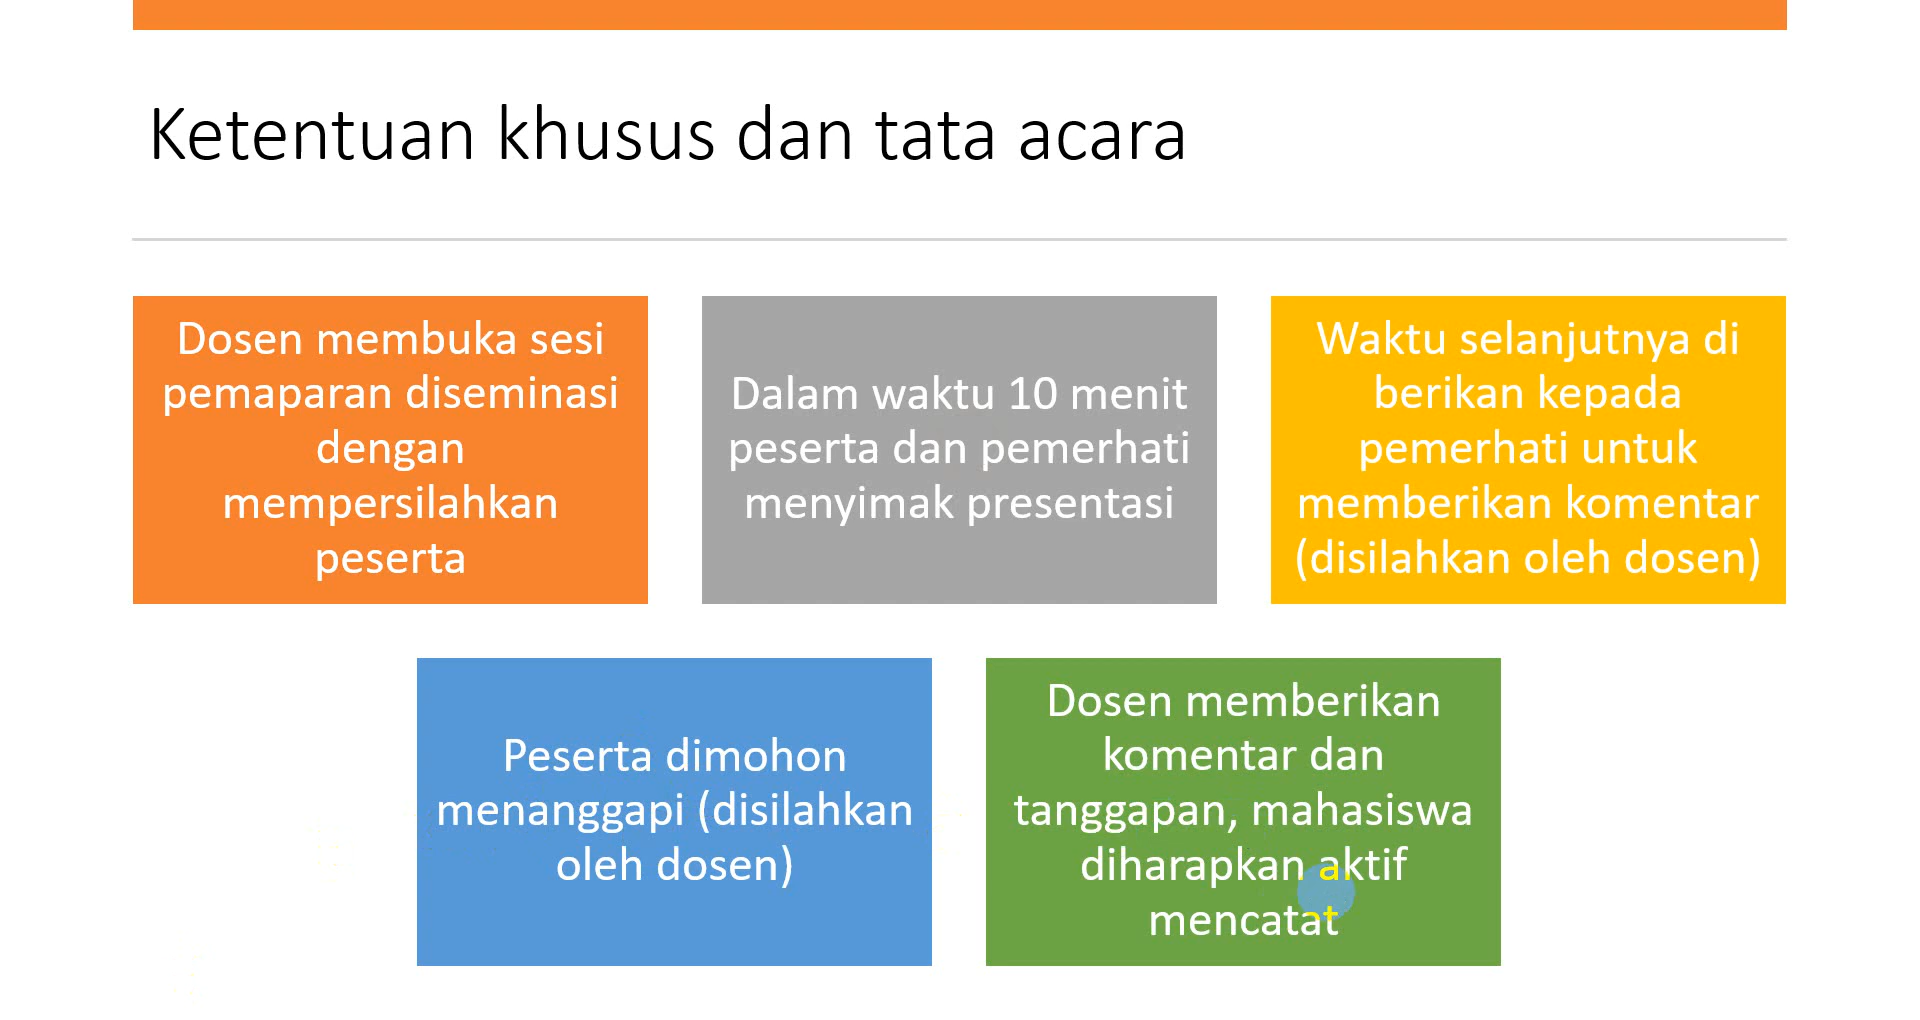 Ketentuan khusus dan tata acara
Dosen membuka sesi
pemaparan diseminasi
dengan
mempersilahkan
peserta
Dalam waktu 10 menit
peserta dan pemerhati
menyimak presentasi
Waktu selanjutnya di
berikan kepada
pemerhati untuk
memberikan komentar
(disilahkan oleh dosen)
Peserta dimohon
menanggapi (disilahkan
oleh dosen)
Dosen memberikan
komentar dan
tanggapan, mahasiswa
diharapkan aktif
mencatat